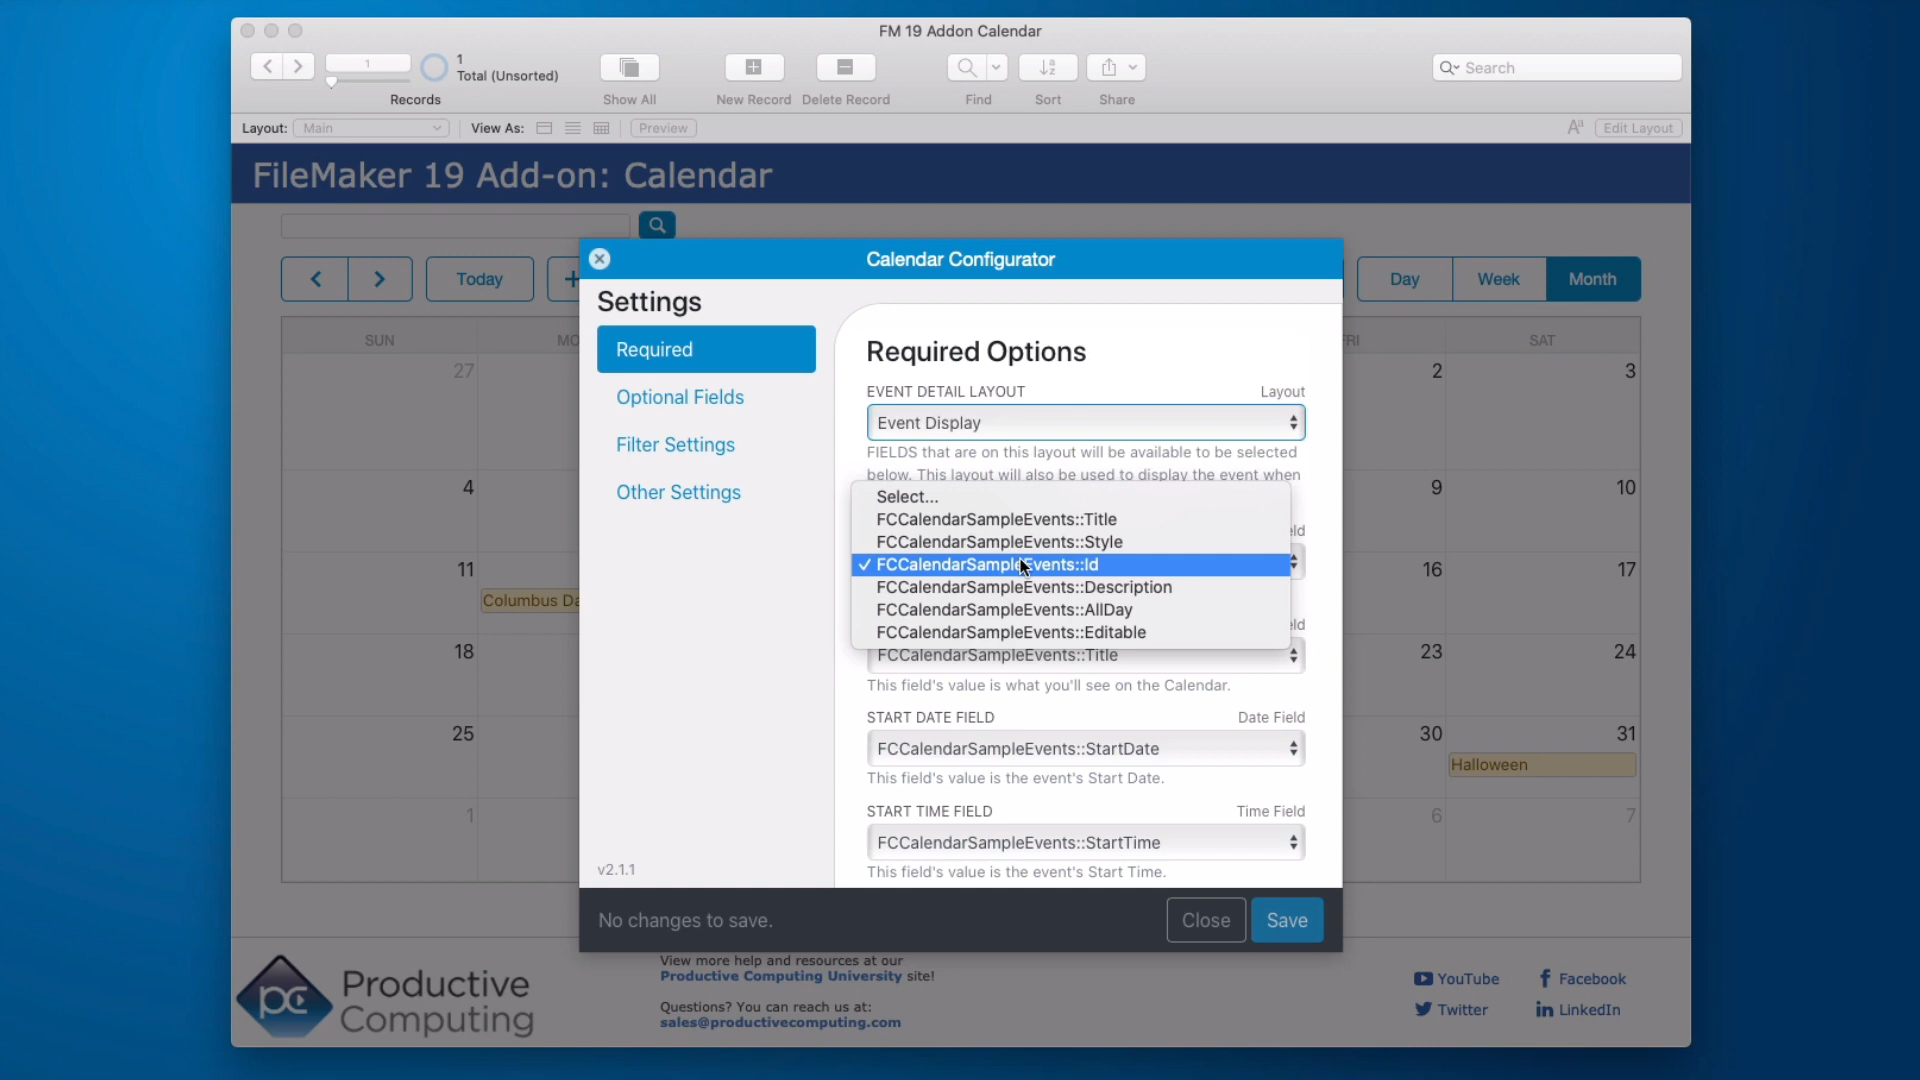 FM 19 Addon Calendar
1
1
Total (Unsorted)
Search
Records
Show All
New Record
Delete Record
Find
Sort
Share
Layout:
Main
View As:
Preview
Aa
Edit Layout
FileMaker 19 Add-on: Calendar
Calendar Configurator
Today
Day
Week
Month
Settings
Required
Optional Fields
Filter Settings
Other Settings
v2.1.1
Required Options
EVENT DETAIL LAYOUT
Layout
Event Display
FIELDS that are on this layout will be available to be selected
below. This layout will also be used to display the event when
Select...
FCCalendarSampleEvents::Title
FCCalendarSampleEvents::Style
✓ FCCalendarSampleEvents::Id
FCCalendarSampleEvents::Description
FCCalendarSampleEvents::AllDay
FCCalendarSampleEvents::Editable
FCCalendarSampleEvents::Title
This field's value is what you'll see on the Calendar.
START DATE FIELD
Date Field
FCCalendarSampleEvents::StartDate
This field's value is the event's Start Date.
START TIME FIELD
Time Field
FCCalendarSampleEvents::StartTime
This field's value is the event's Start Time.
No changes to save.
Close
Save
SUN
MO
FRI
SAT
27
2
3
4
9
10
11
Columbus Da
16
17
18
23
24
25
30
31
Halloween
1
6
7
pc
Productive
Computing
View more help and resources at our
Productive Computing University site!
Questions? You can reach us at:
sales@productivecomputing.com
YouTube
Facebook
Twitter
LinkedIn